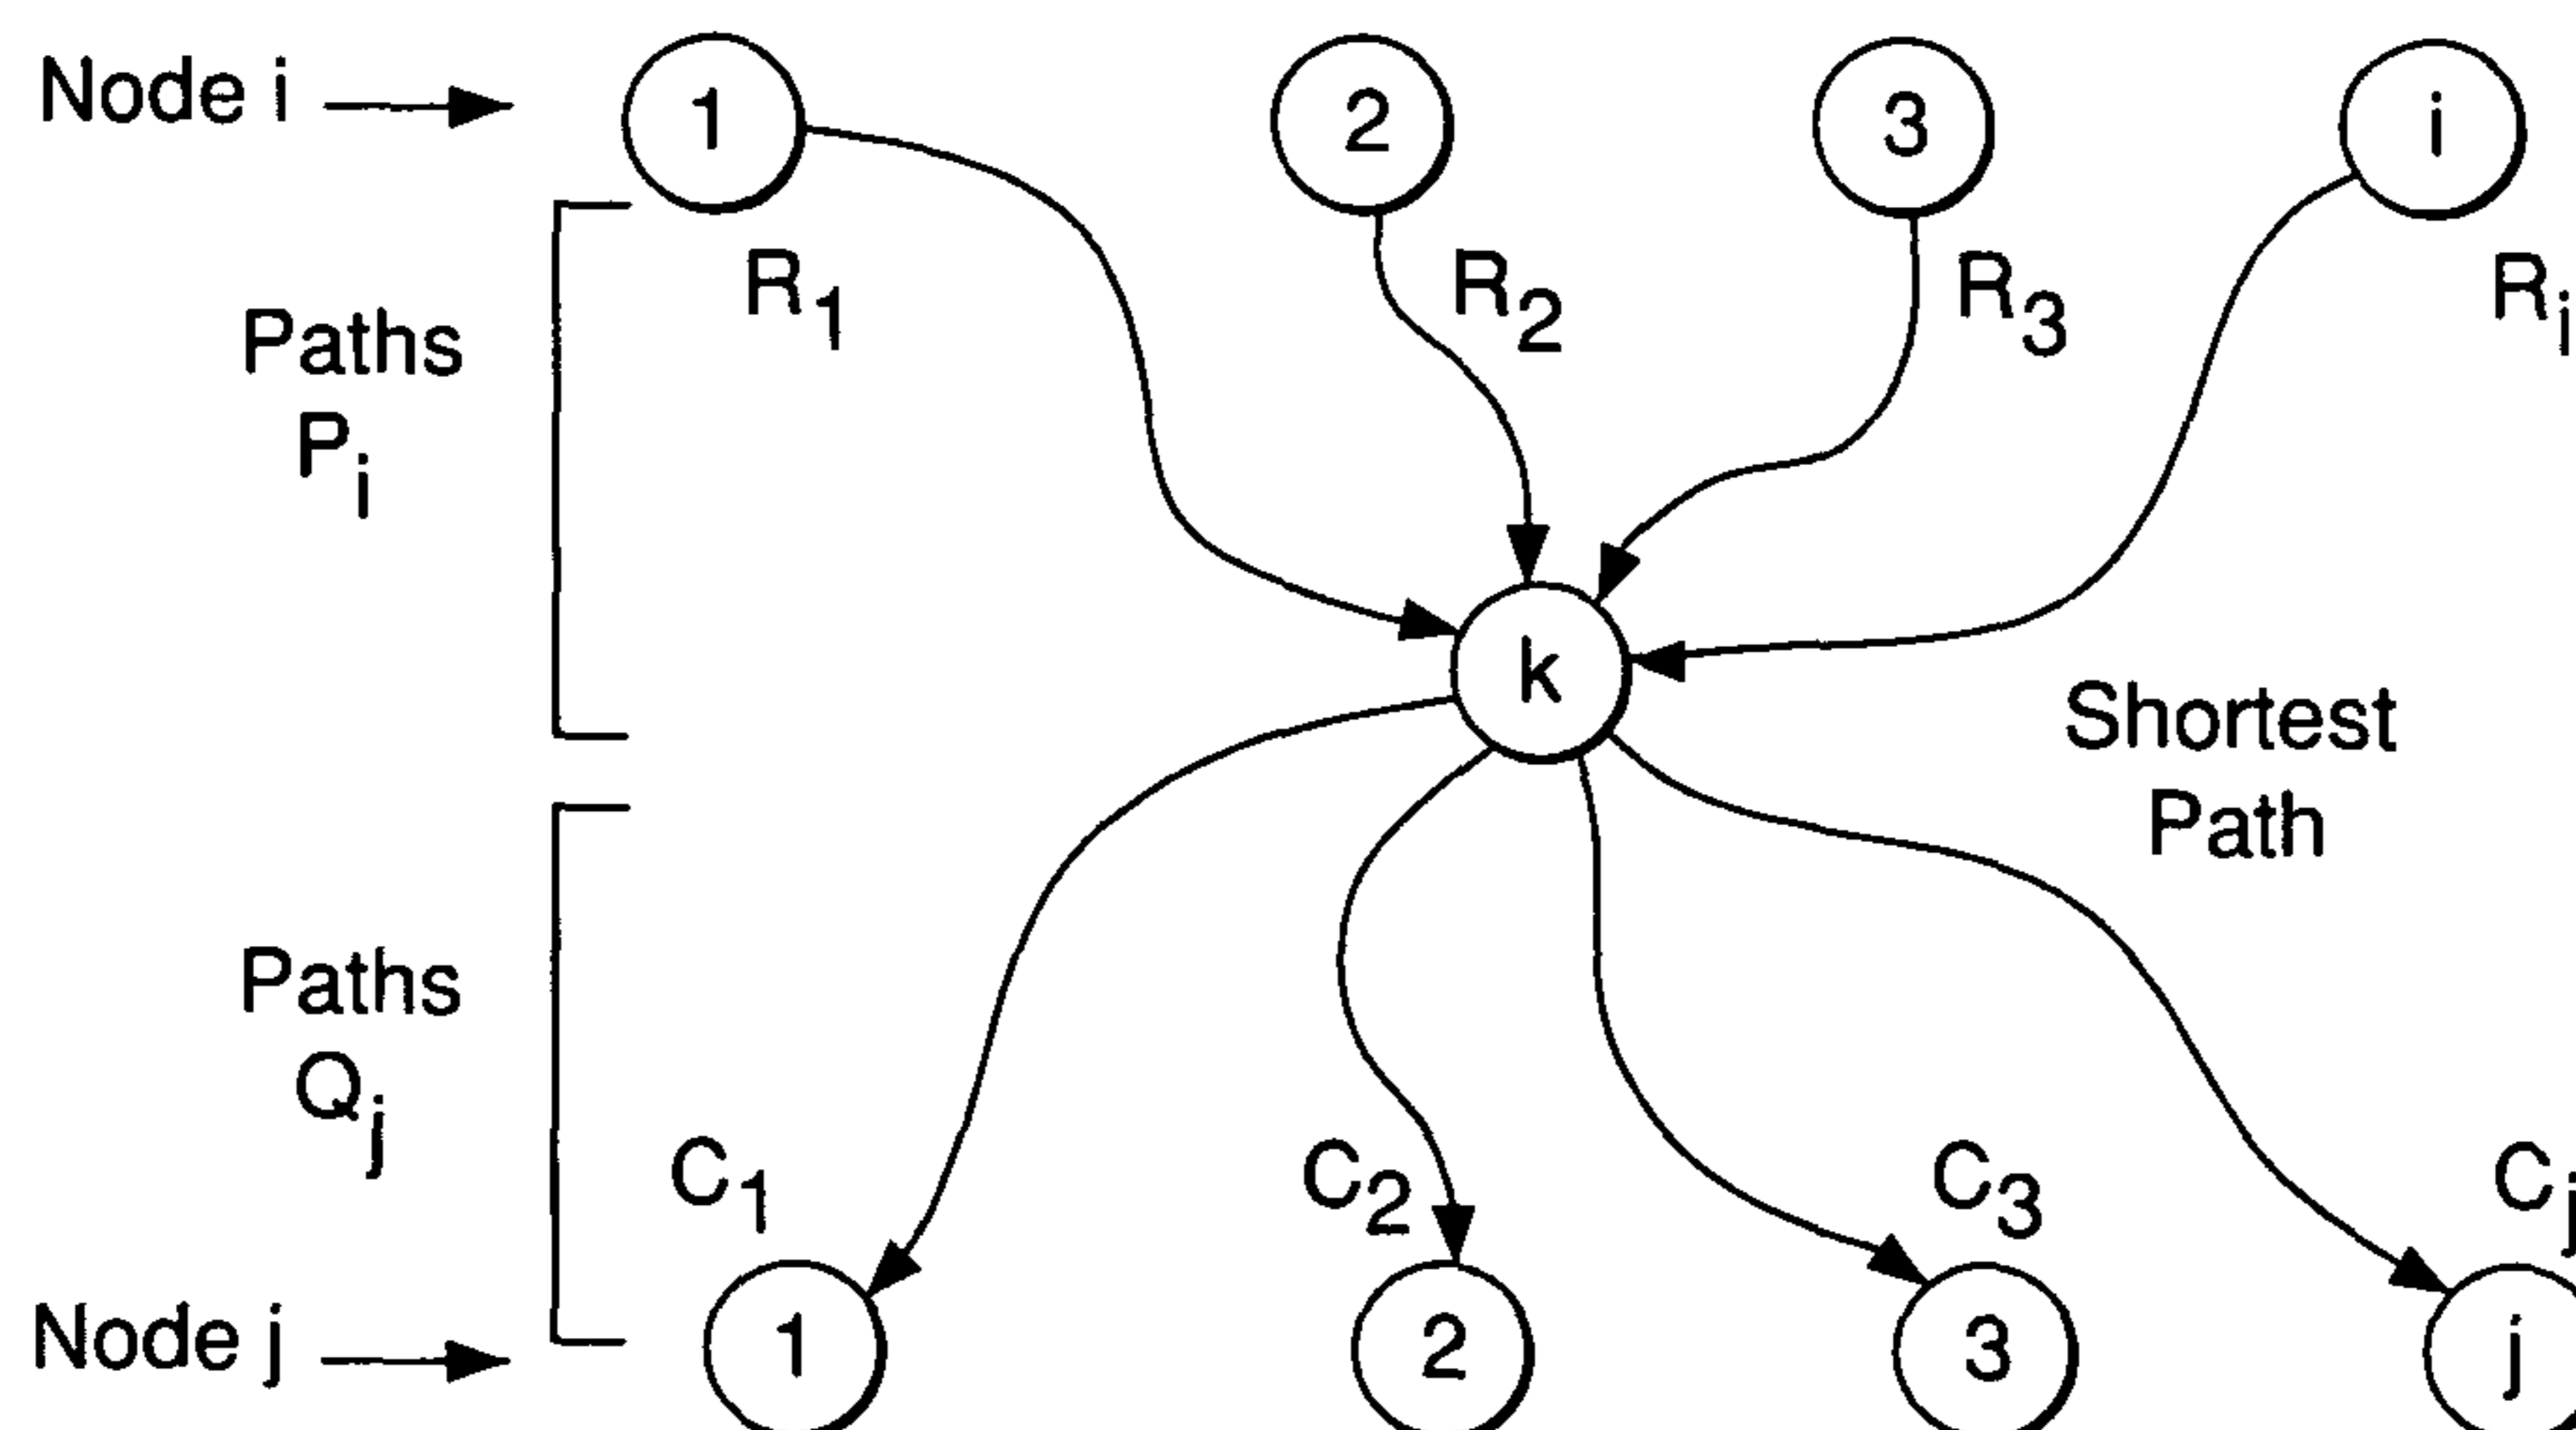 Node i
1
2
3
i
R1
R2
R3
Ri
Paths
Pi
k
Shortest
Path
Paths
Qj
C1
C2
C3
Cj
Node j
1
2
3
j